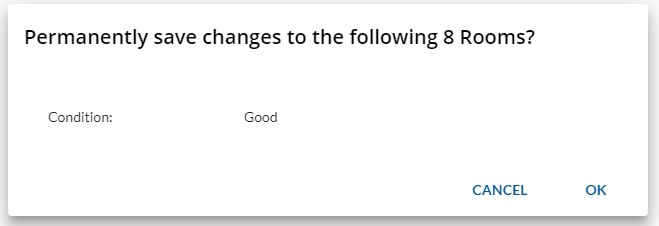 Permanently save changes to the following 8 Rooms?
Condition: Good
CANCEL OK